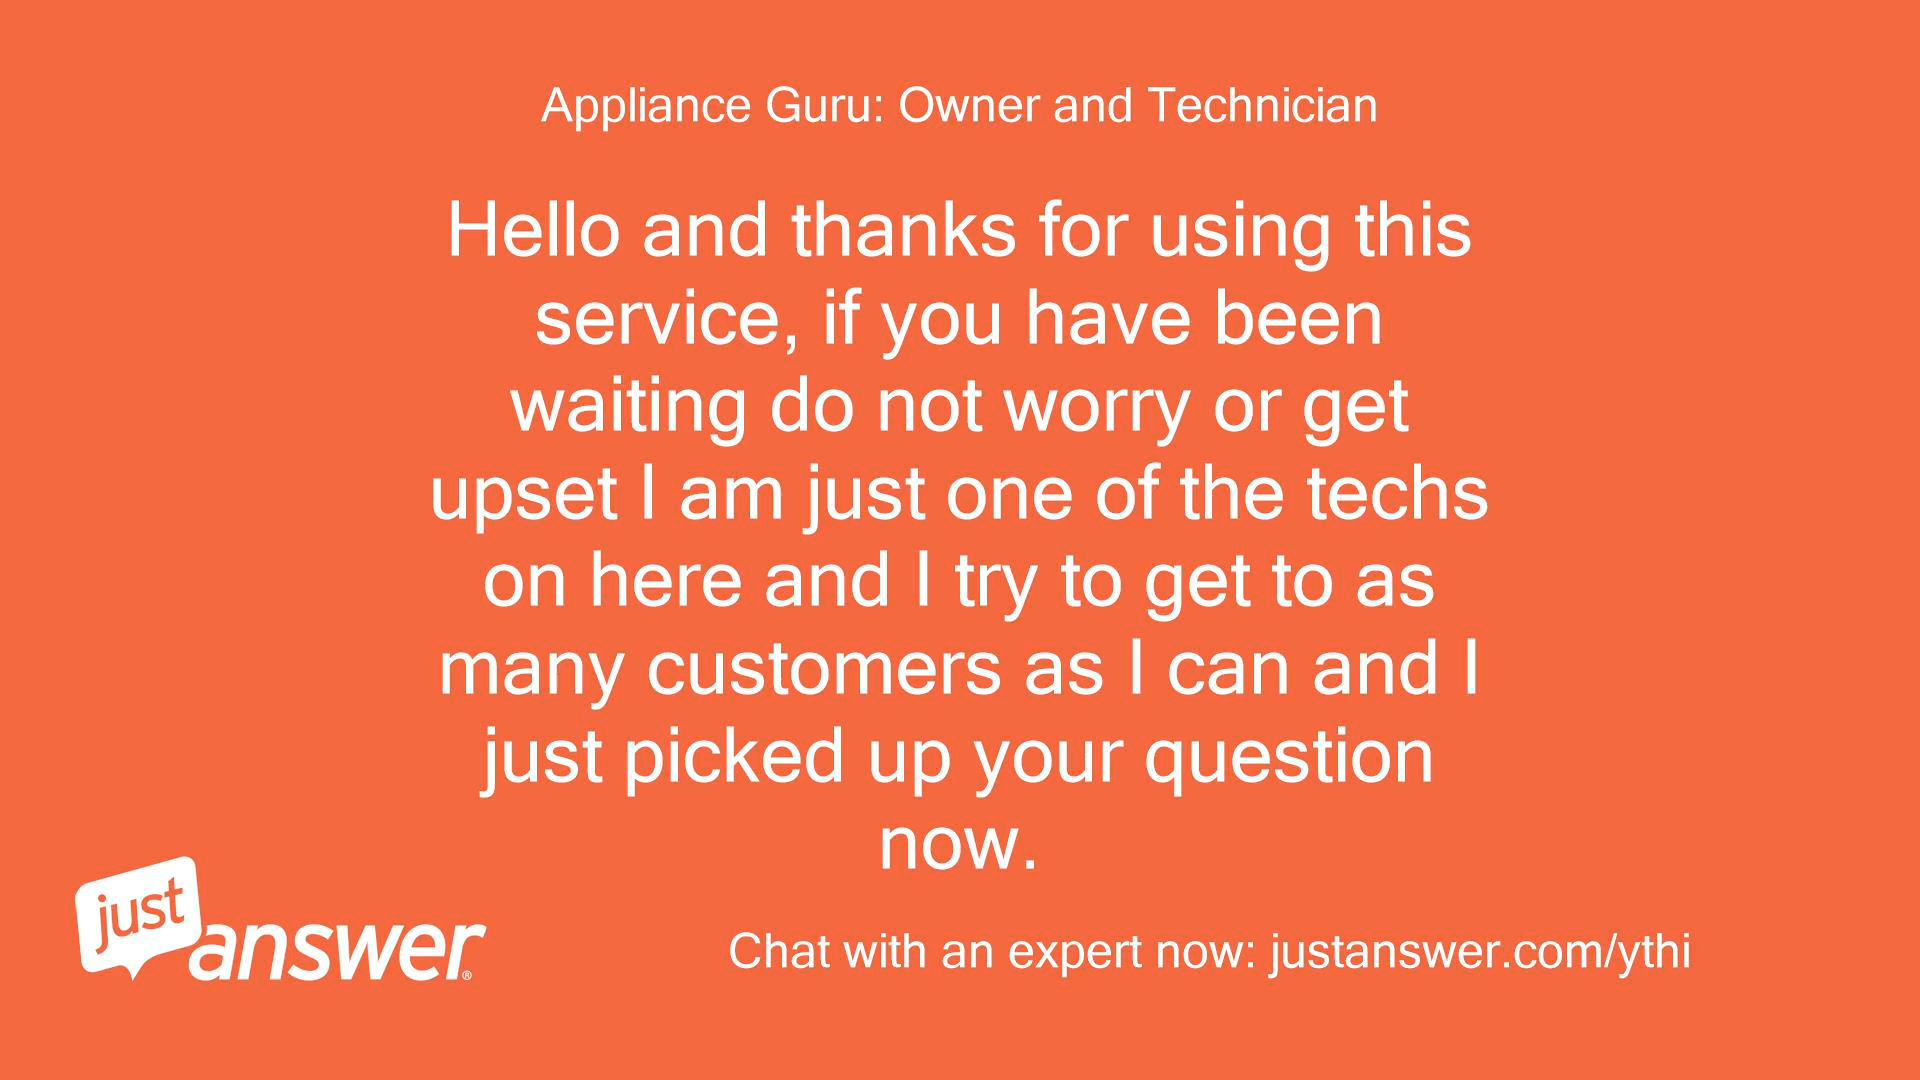 Appliance Guru: Owner and Technician
Hello and thanks for using this
service, if you have been
waiting do not worry or get
upset I am just one of the techs
on here and I try to get to as
many customers as I can and I
just picked up your question
now.
just
answer®
Chat with an expert now: justanswer.com/ythi